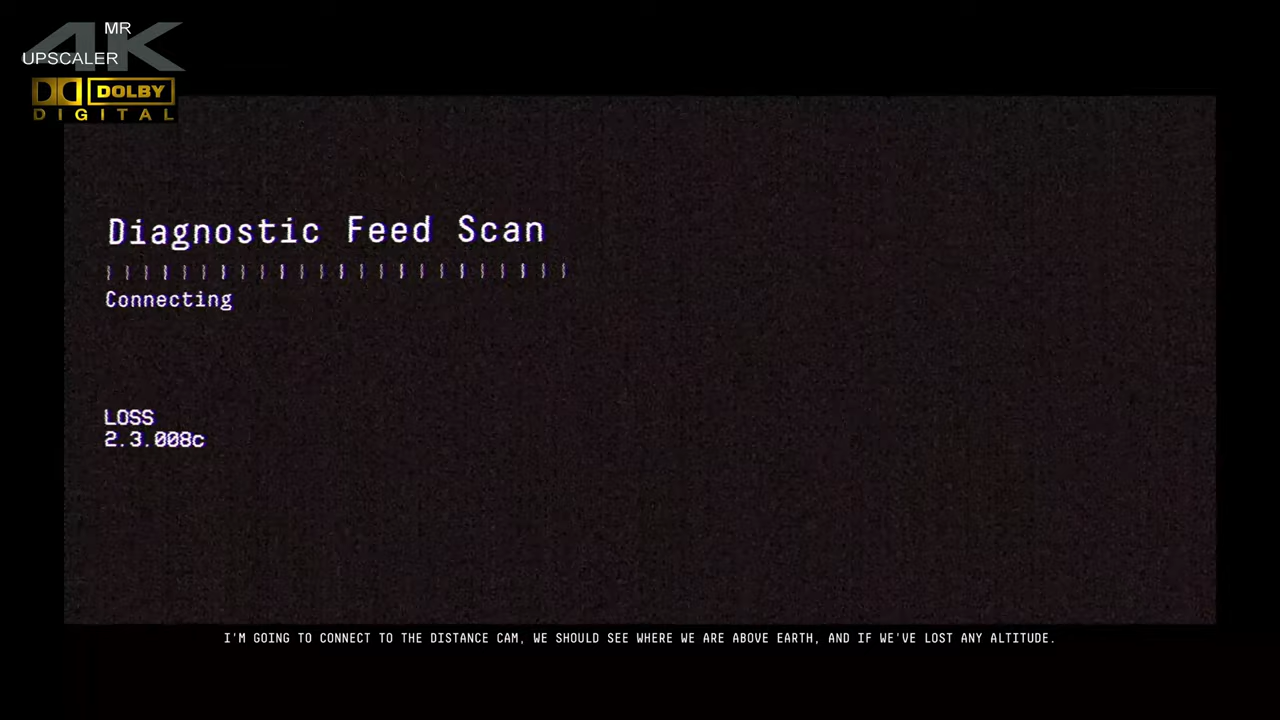 4K
MR
UPSCALER
DOLBY
DIGITAL
Diagnostic Feed Scan
Connecting
LOSS
2.3.008c
I'M GOING TO CONNECT TO THE DISTANCE CAM, WE SHOULD SEE WHERE WE ARE ABOVE EARTH, AND IF WE'VE LOST ANY ALTITUDE.